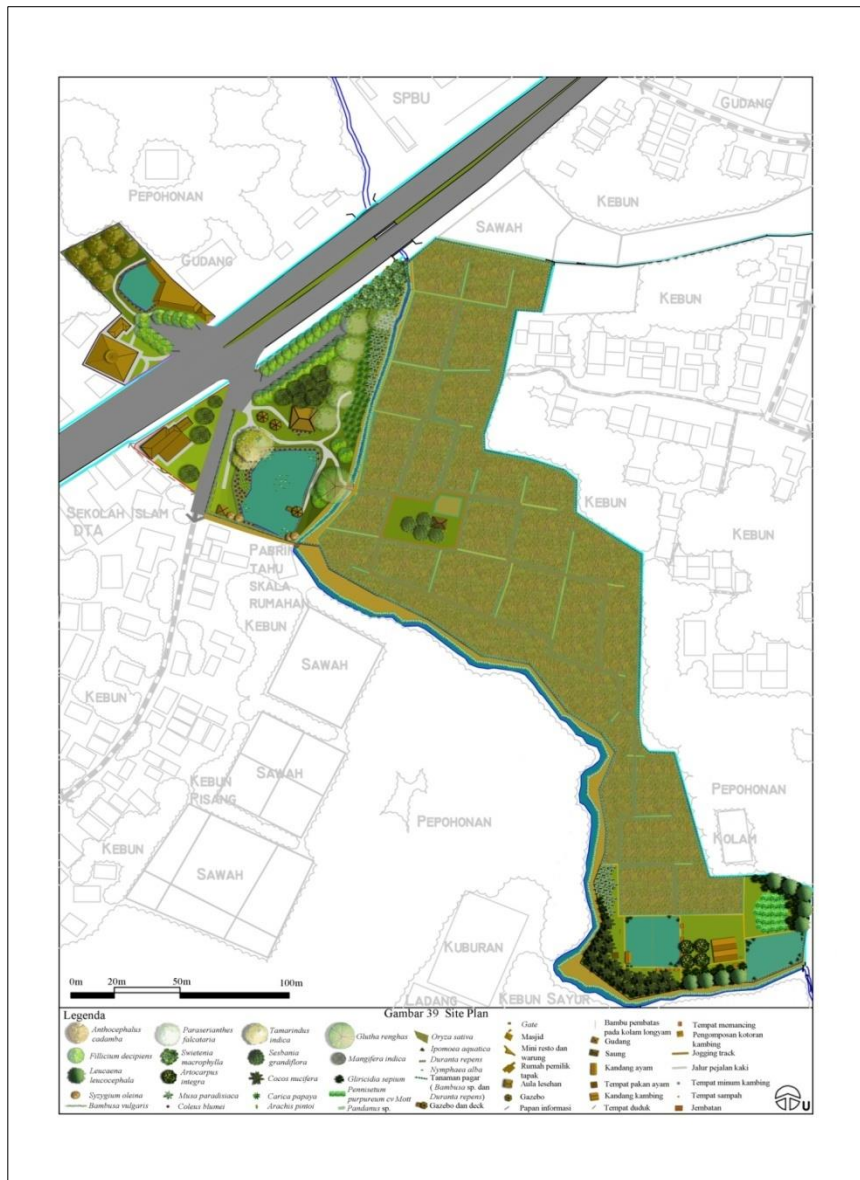 SPBU
GUDANG
PEPOHONAN
KEBUN
SAWAH
GUDANG
KEBUN
KEBUN
SEKOLAH ISLAM
DTA
KEBUN
PABRIK
TAHU
SKALA
RUMAHAN
KEBUN
SAWAH
KEBUN
SAWAH
KEBUN
PISANG
PEPOHONAN
PEPOHONAN
KOLAM
KEBUN
SAWAH
KUBURAN
LADANG
KEBUN SAYUR
0m 20m 50m 100m
Legenda
Gambar 39 Site Plan
Anthocephalus
cadamba
Paraserianthes
falcataria
Tamarindus
indica
Glutha renghas
Oryza sativa
Ipomoea aquatica
Duranta repens
Nymphaea alba
Tanaman pagar
( Bambusa sp. dan
Duranta repens)
Gazebo dan deck
Filicium decipiens
Swietenia
macrophylla
Sesbania
grandiflora
Mangifera indica
Leucaena
leucocephala
Artocarpus
integra
Cocos nucifera
Gliricidia sepium
Pennisetum
purpureum cv Mott
Pandanus sp.
Syzygium oleina
Musa paradisiaca
Carica papaya
Bambusa vulgaris
Coleus blumei
Arachis pintoi
Gate
Masjid
Mini resto dan
warung
Rumah pemilik
tapak
Aula lesehan
Gazebo
Papan informasi
Bambu pembatas
pada kolam longyam
Gudang
Saung
Kandang ayam
Tempat pakan ayam
Kandang kambing
Tempat duduk
Tempat memancing
Pengomposan kotoran
kambing
Jogging track
Jalur pejalan kaki
Tempat minum kambing
Tempat sampah
Jembatan
U